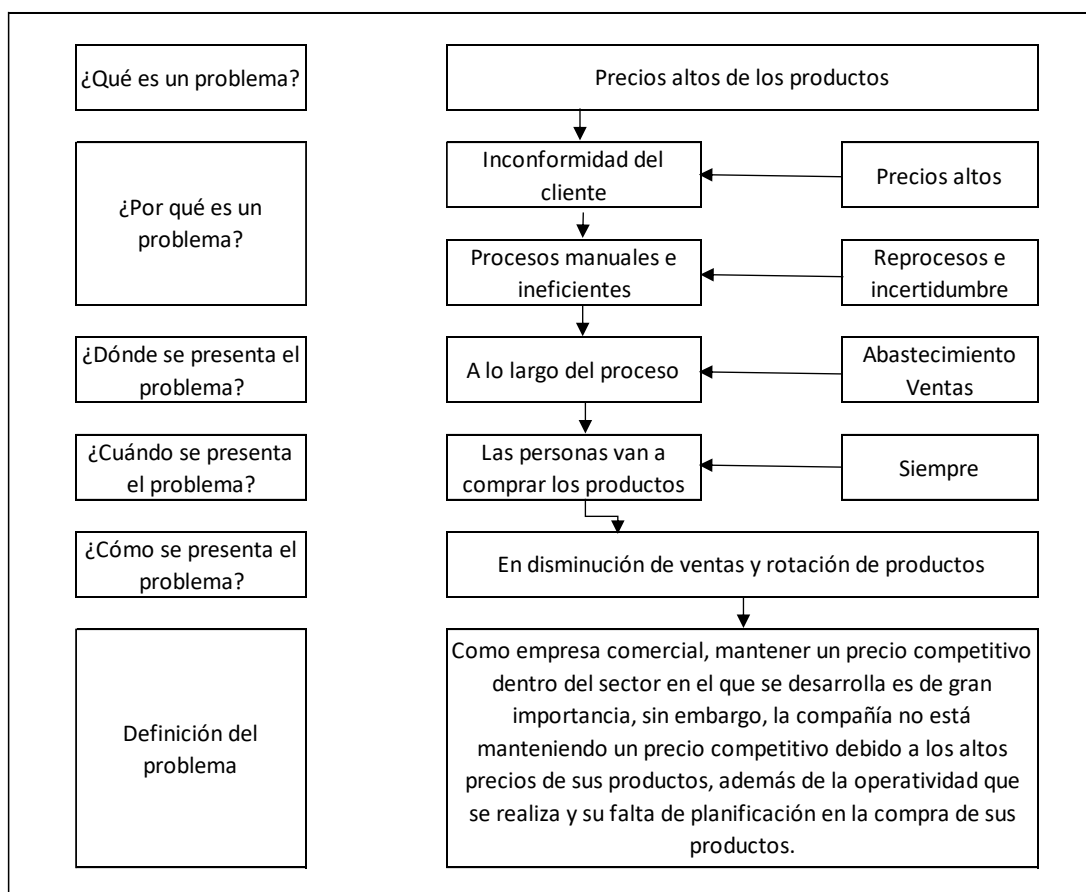 ¿Qué es un problema?
Precios altos de los productos
¿Por qué es un
problema?
Inconformidad del
cliente
Precios altos
Procesos manuales e
ineficientes
Reprocesos e
incertidumbre
¿Dónde se presenta el
problema?
A lo largo del proceso
Abastecimiento
Ventas
¿Cuándo se presenta
el problema?
Las personas van a
comprar los productos
Siempre
¿Cómo se presenta el
problema?
En disminución de ventas y rotación de productos
Definición del
problema
Como empresa comercial, mantener un precio competitivo
dentro del sector en el que se desarrolla es de gran
importancia, sin embargo, la compañía no está
manteniendo un precio competitivo debido a los altos
precios de sus productos, además de la operatividad que
se realiza y su falta de planificación en la compra de sus
productos.